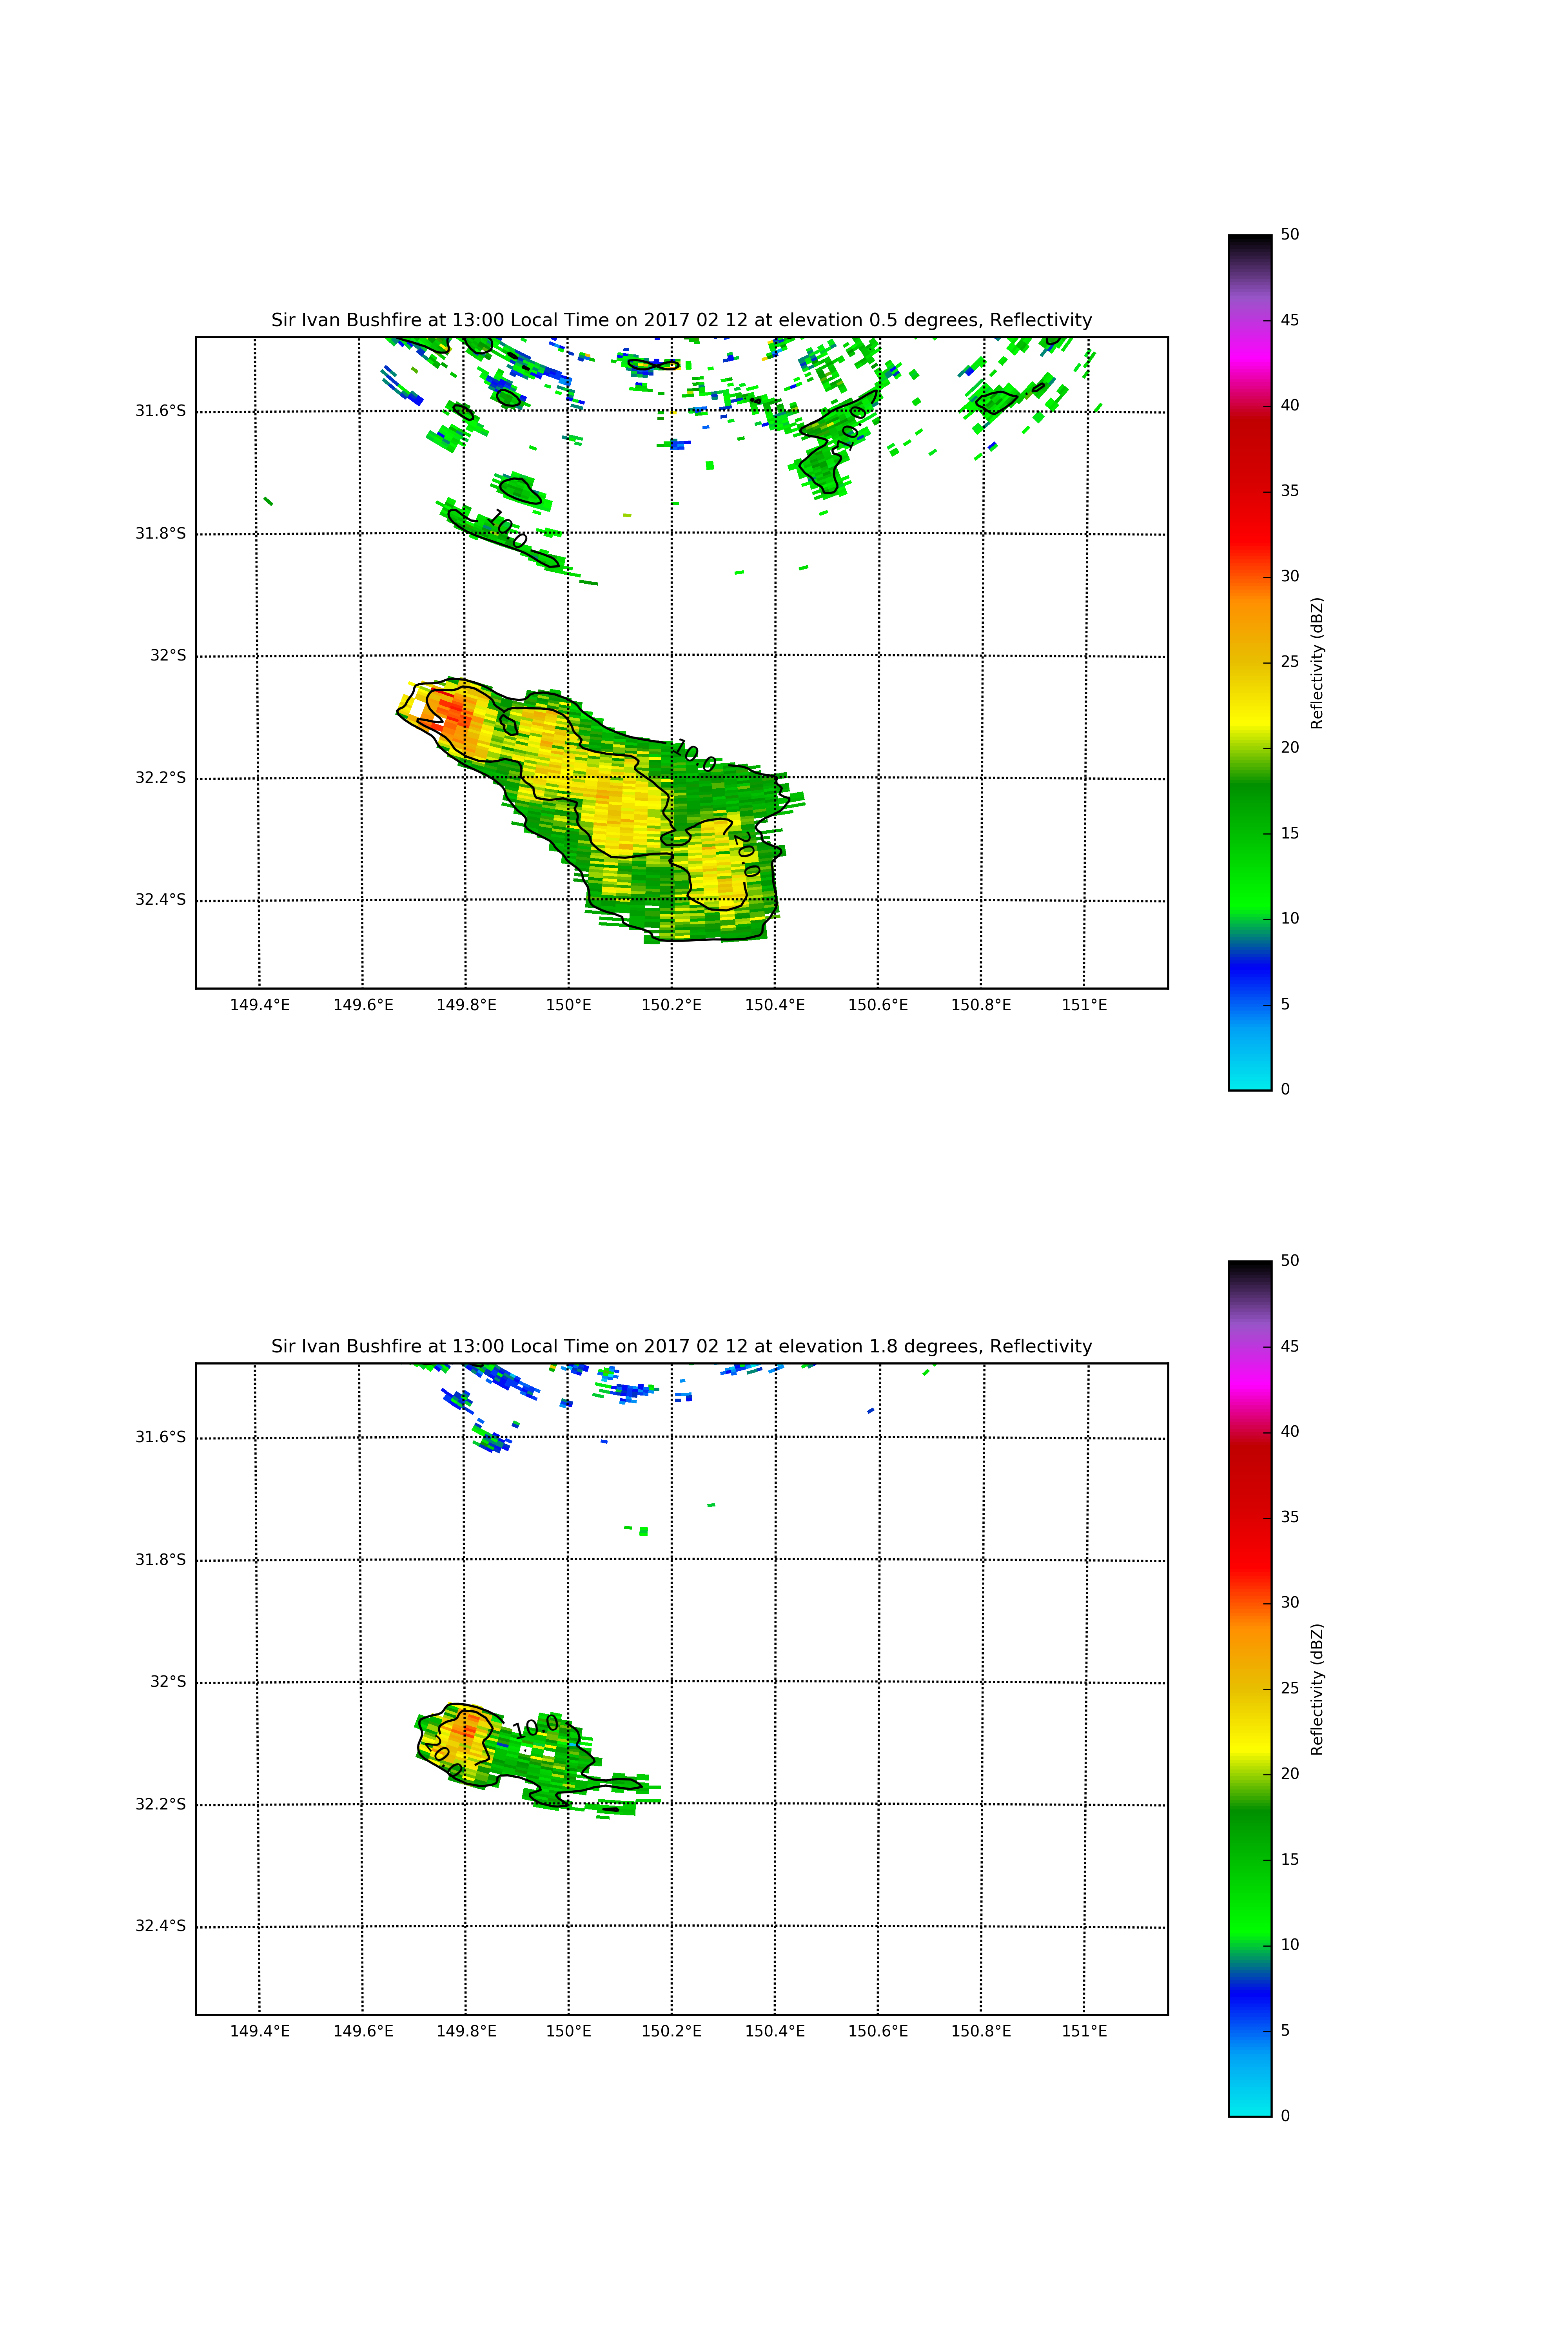 Sir Ivan Bushfire at 13:00 Local Time on 2017 02 12 at elevation 0.5 degrees, Reflectivity
50
45
40
35
30
25
20
15
10
5
0
Reflectivity (dBZ)
31.6°S
31.8°S
32°S
32.2°S
32.4°S
10.0
10.0
10.0
20.0
149.4°E 149.6°E 149.8°E 150°E 150.2°E 150.4°E 150.6°E 150.8°E 151°E
Sir Ivan Bushfire at 13:00 Local Time on 2017 02 12 at elevation 1.8 degrees, Reflectivity
50
45
40
35
30
25
20
15
10
5
0
Reflectivity (dBZ)
31.6°S
31.8°S
32°S
32.2°S
32.4°S
10.0
20.0
149.4°E 149.6°E 149.8°E 150°E 150.2°E 150.4°E 150.6°E 150.8°E 151°E